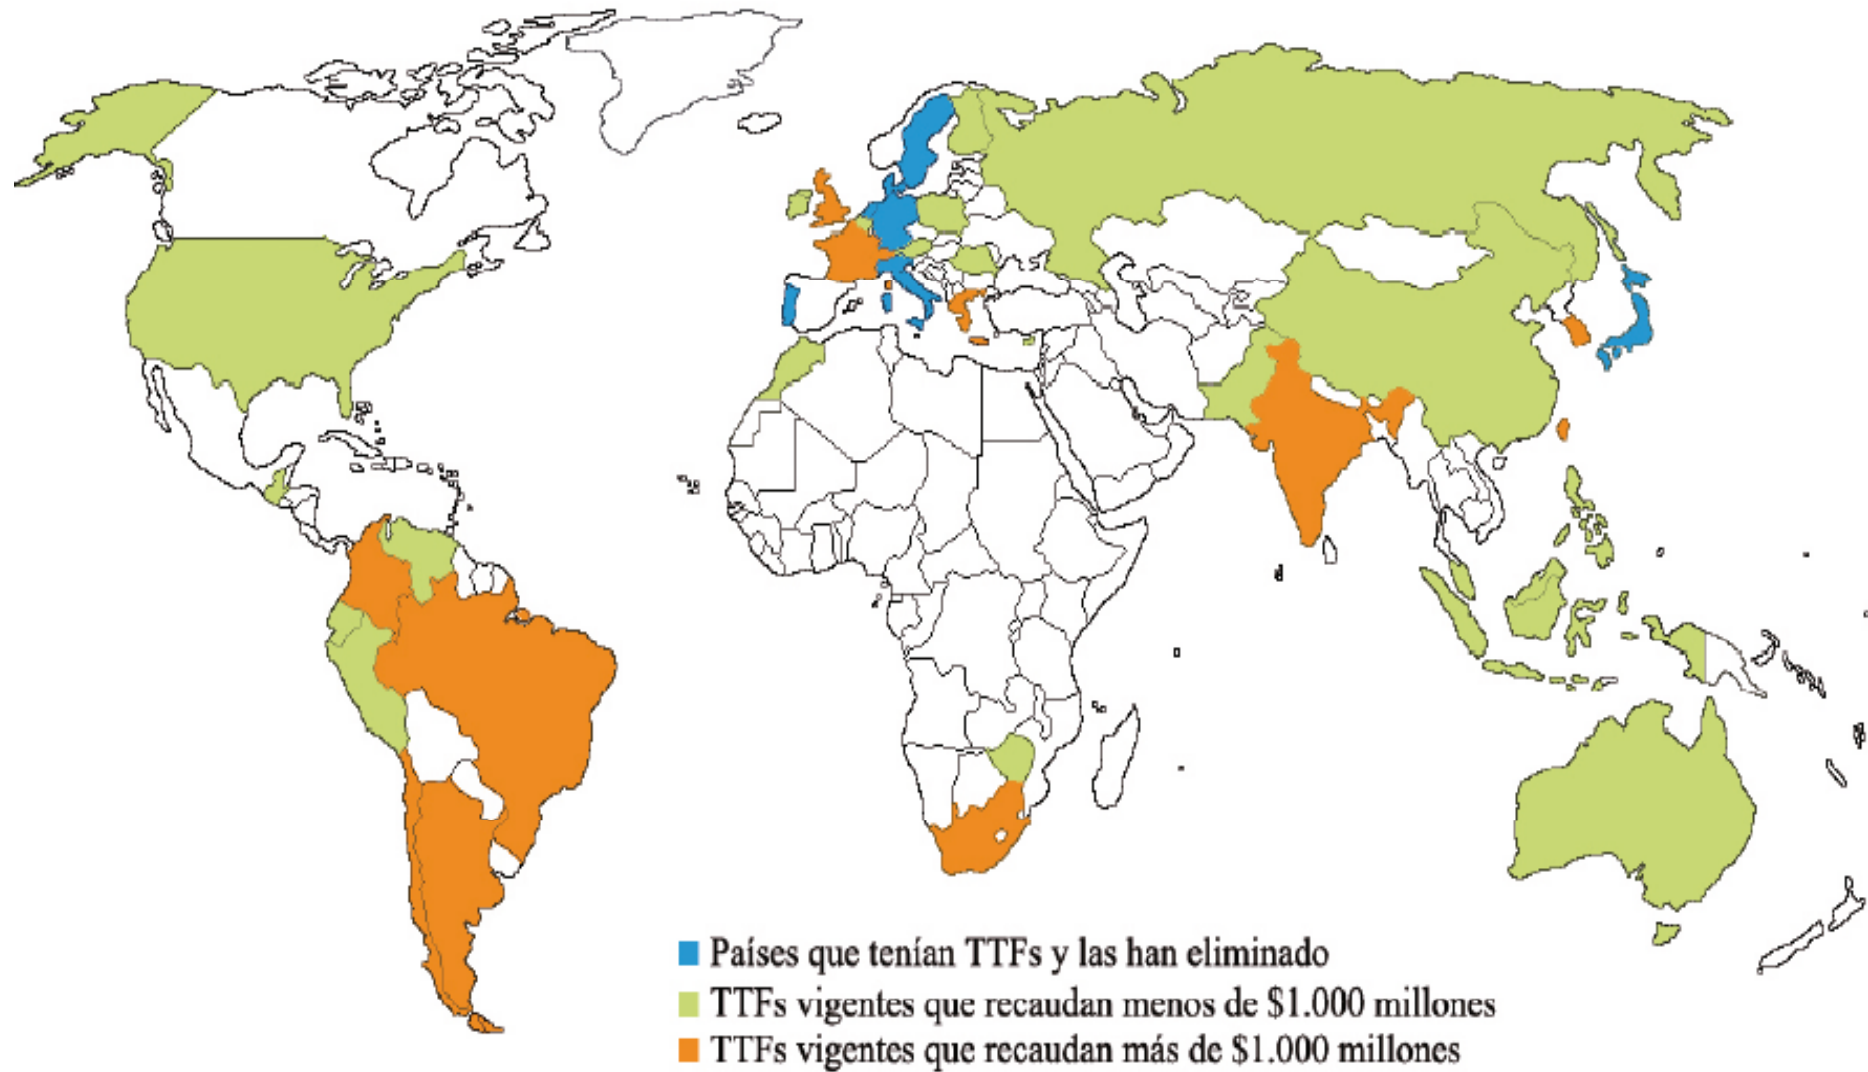 Países que tenían TTFs y las han eliminado
TTFs vigentes que recaudan menos de $1.000 millones
TTFs vigentes que recaudan más de $1.000 millones